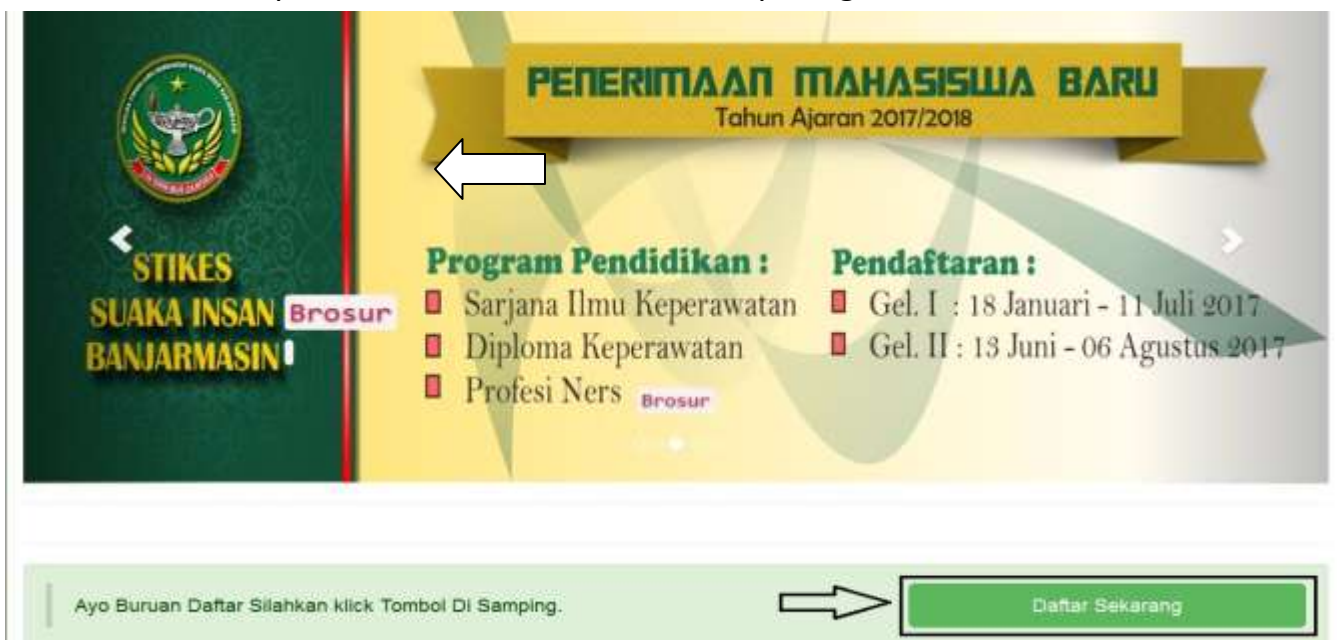 PENERIMAAN MAHASISWA BARU
Tahun Ajaran 2017/2018
STIKES
SUAKA INSAN
BANJARMASIN
Brosur
Program Pendidikan :
Sarjana Ilmu Keperawatan
Diploma Keperawatan
Profesi Ners
Brosur
Pendaftaran :
Gel. I : 18 Januari - 11 Juli 2017
Gel. II : 13 Juni - 06 Agustus 2017
Ayo Buruan Daftar Silahkan klick Tombol Di Samping.
Daftar Sekarang